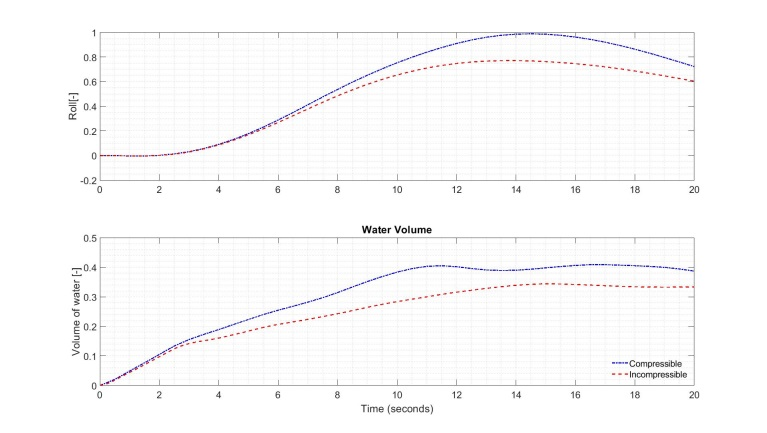 1
0.8
0.6
0.4
0.2
0
-0.2
Roll[-]
0 2 4 6 8 10 12 14 16 18 20
Water Volume
0.5
0.4
0.3
0.2
0.1
0
Volume of water [-]
Compressible
Incompressible
0 2 4 6 8 10 12 14 16 18 20
Time (seconds)